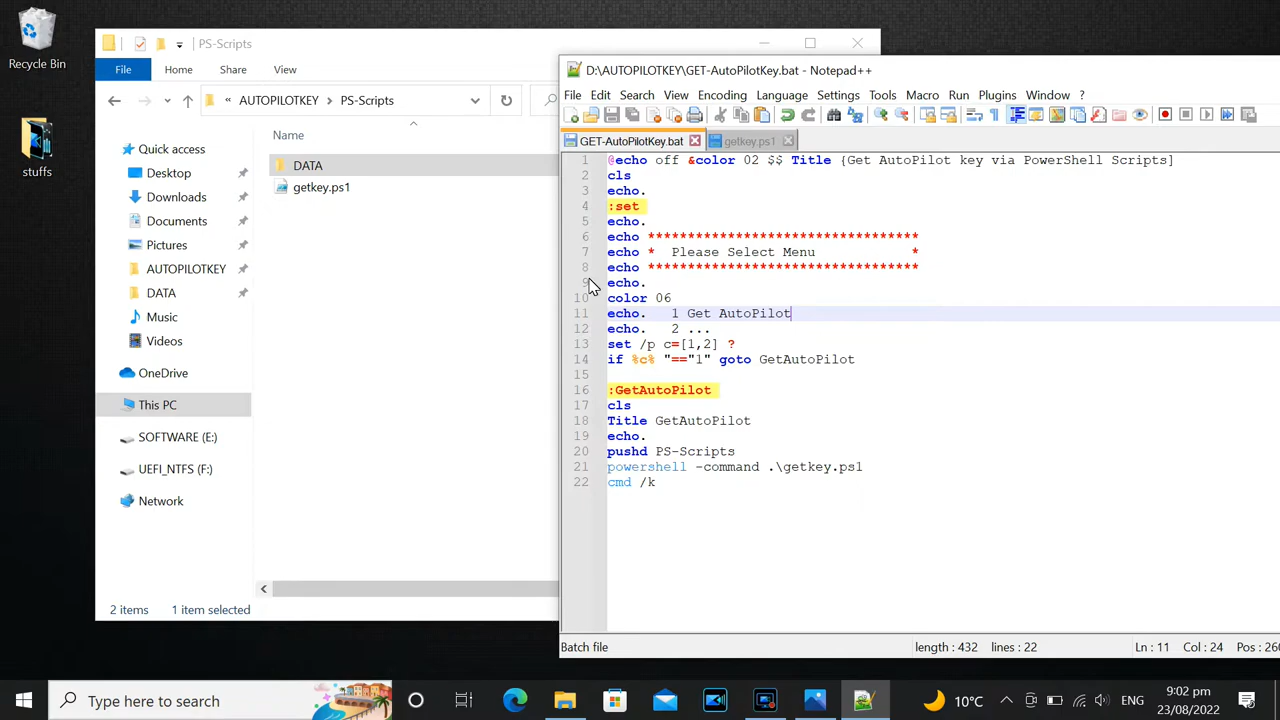 Recycle Bin
stuffs
PS-Scripts
File Home Share View
« AUTOPILOTKEY > PS-Scripts
Name
Quick access
Desktop
Downloads
Documents
Pictures
AUTOPILOTKEY
DATA
Music
Videos
OneDrive
This PC
SOFTWARE (E:)
UEFI_NTFS (F:)
Network
DATA
getkey.ps1
2 items 1 item selected
D:\AUTOPILOTKEY\GET-AutoPilotKey.bat - Notepad++
File Edit Search View Encoding Language Settings Tools Macro Run Plugins Window ?
GET-AutoPilotKey.bat getkey.ps1
1 @echo off &color 02 $$ Title {Get AutoPilot key via PowerShell Scripts]
2 cls
3 echo.
4 :set
5 echo.
6 echo **********************************
7 echo * Please Select Menu *
8 echo **********************************
9 echo.
10 color 06
11 echo. 1 Get AutoPilot
12 echo. 2 ...
13 set /p c=[1,2] ?
14 if %c% "=="1" goto GetAutoPilot
15
16 :GetAutoPilot
17 cls
18 Title GetAutoPilot
19 echo.
20 pushd PS-Scripts
21 powershell -command .\getkey.ps1
22 cmd /k
Batch file length : 432 lines : 22 Ln : 11 Col : 24 Pos : 260
Type here to search
10°C ENG
9:02 pm
23/08/2022